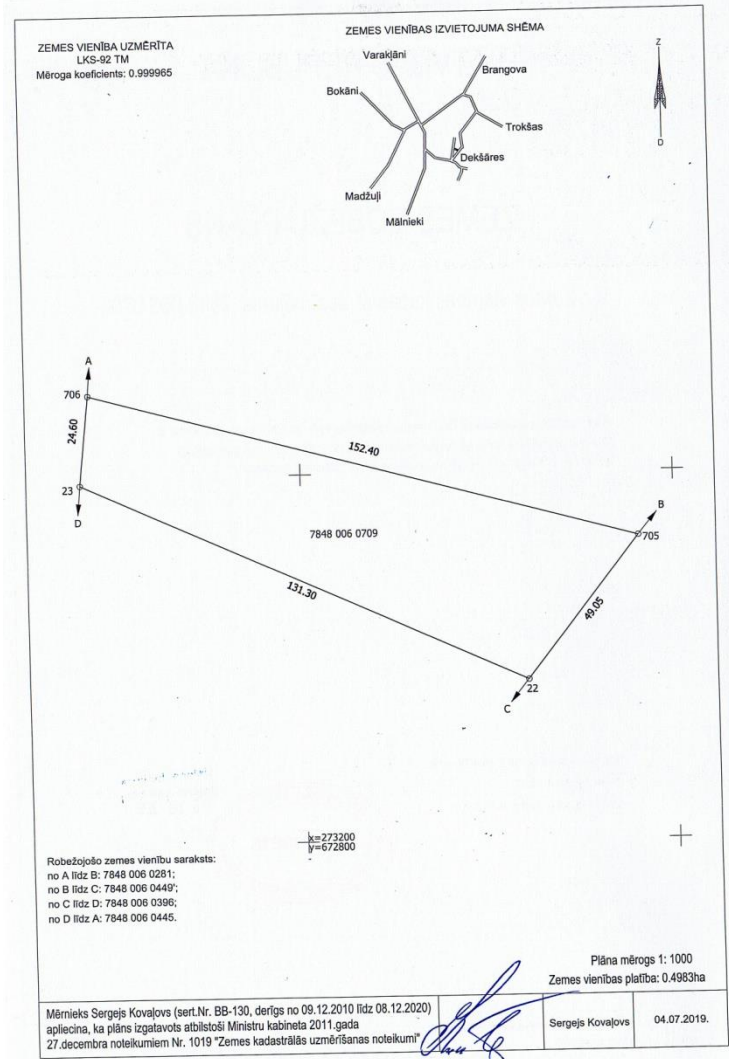 ZEMES VIENĪBA UZMĒRĪTA
LKS-92 TM
Mēroga koeficients: 0.999965
ZEMES VIENĪBAS IZVIETOJUMA SHĒMA
Varakļāni
Brangova
Bokāni
Trokšas
Dekšāres
Madžuļi
Mālnieki
Z
D
A
706
24.60
152.40
23
D
7848 006 0709
B
705
131.30
49.05
22
C
x=273200
y=672800
Robežojošo zemes vienību saraksts:
no A līdz B: 7848 006 0281;
no B līdz C: 7848 006 0449;
no C līdz D: 7848 006 0396;
no D līdz A: 7848 006 0445.
Plāna mērogs 1: 1000
Zemes vienības platība: 0.4983ha
Mērnieks Sergejs Kovaļovs (sert.Nr. BB-130, derīgs no 09.12.2010 līdz 08.12.2020)
apliecina, ka plāns izgatavots atbilstoši Ministru kabineta 2011.gada
27.decembra noteikumiem Nr. 1019 "Zemes kadastrālās uzmērīšanas noteikumi"
Sergejs Kovaļovs
04.07.2019.